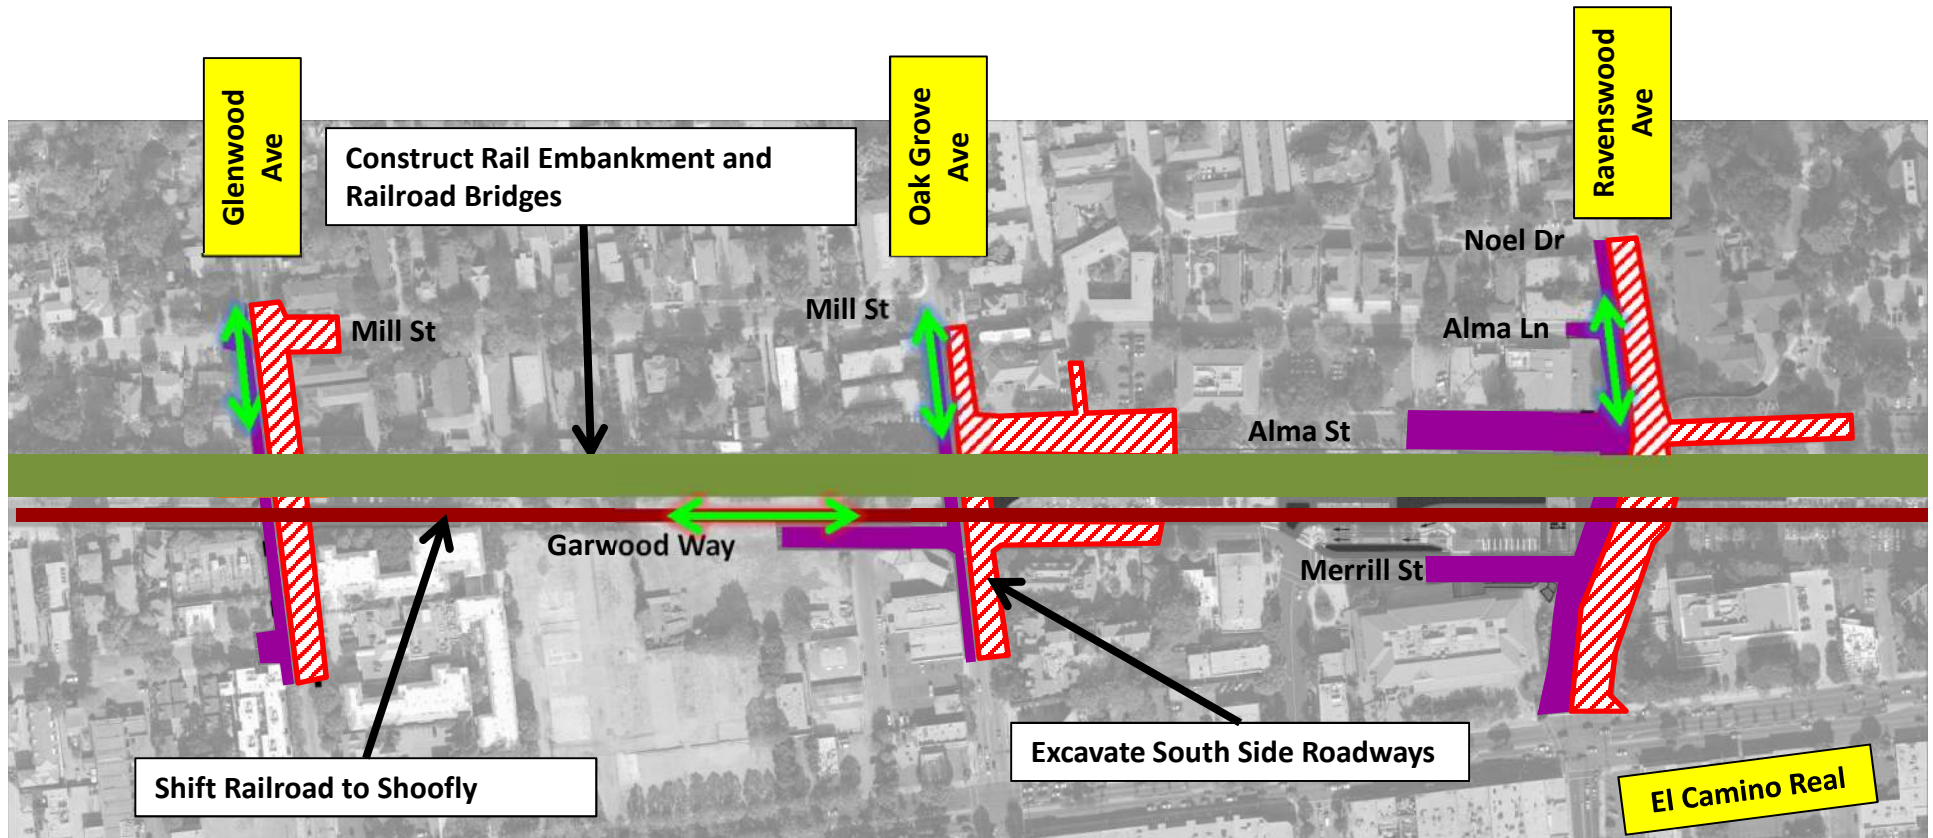 Glenwood
Ave
Oak Grove
Ave
Ravenswood
Ave
Construct Rail Embankment and
Railroad Bridges
Noel Dr
Mill St
Mill St
Alma Ln
Alma St
Garwood Way
Merrill St
Shift Railroad to Shoofly
Excavate South Side Roadways
El Camino Real